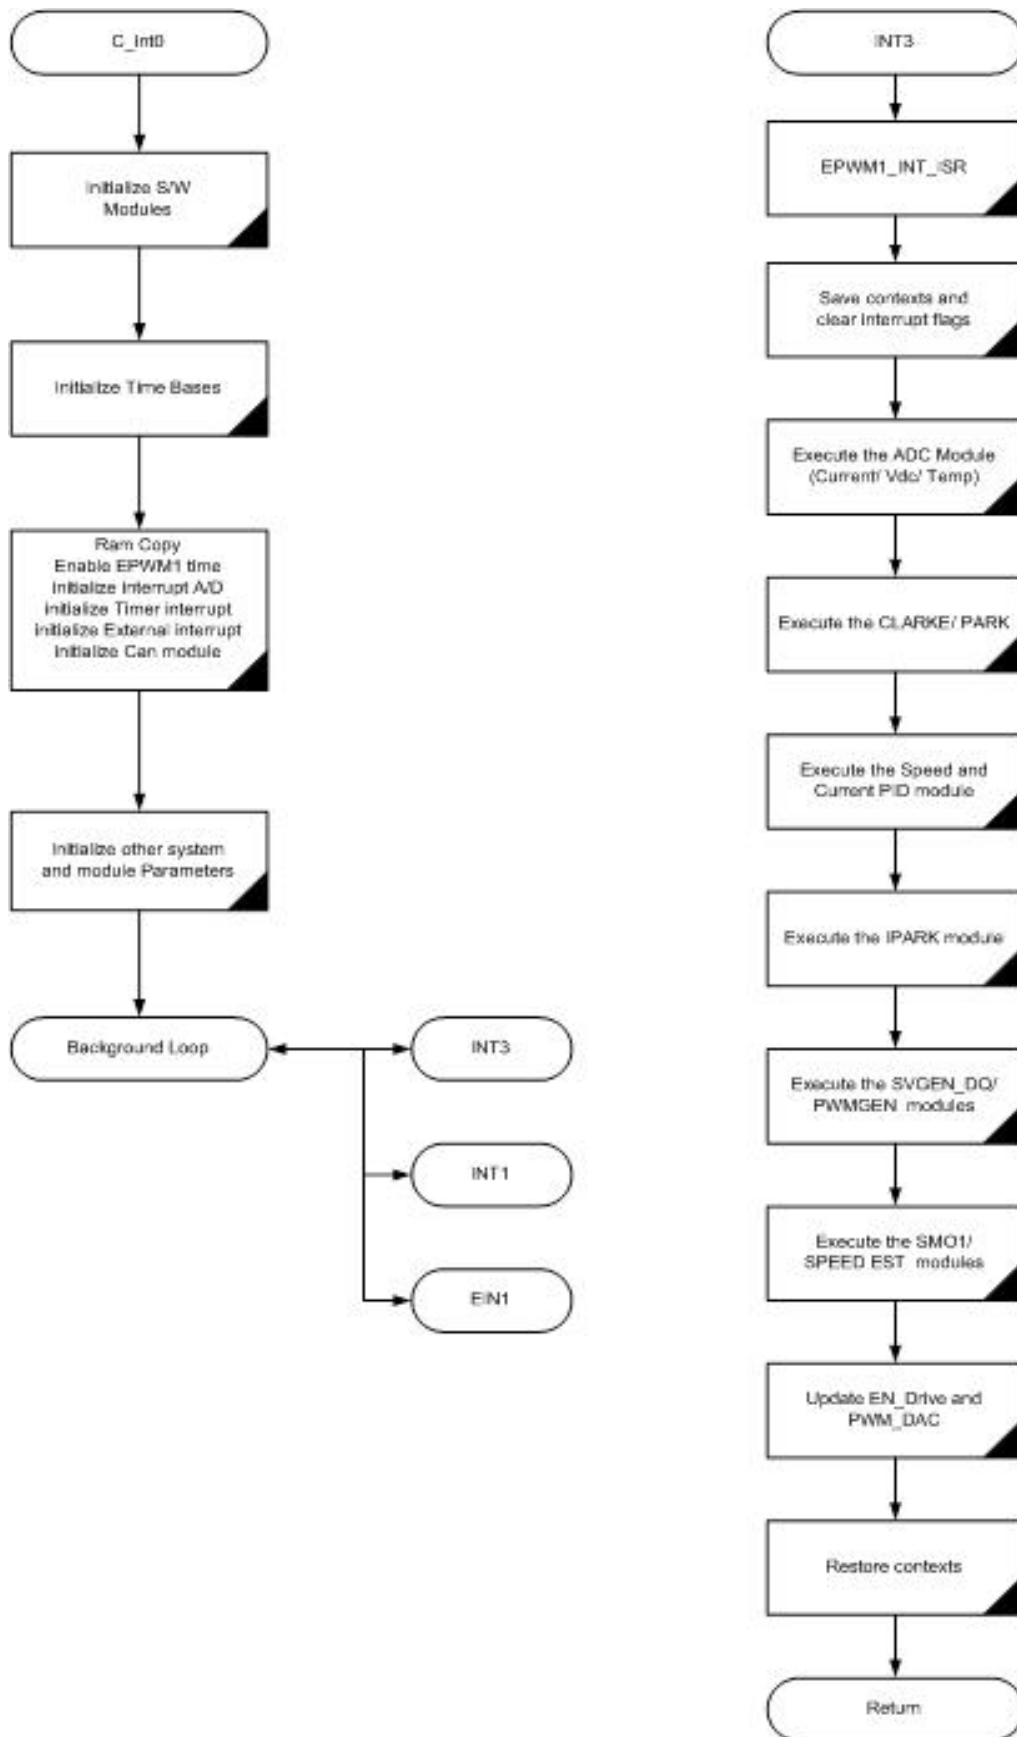 C_int0
Initialize S/W
Modules
Initialize Time Bases
Ram Copy
Enable EPWM1 time
initialize interrupt A/D
initialize Timer interrupt
initialize External interrupt
initialize Can module
Initialize other system
and module Parameters
Background Loop
INT3
INT1
EIN1
INT3
EPWM1_INT_ISR
Save contexts and
clear interrupt flags
Execute the ADC Module
(Current/ Vdc/ Temp)
Execute the CLARKE/ PARK
Execute the Speed and
Current PID module
Execute the IPARK module
Execute the SVGEN_DQ/
PWMGEN modules
Execute the SMO1/
SPEED EST modules
Update EN_Drive and
PWM_DAC
Restore contexts
Return